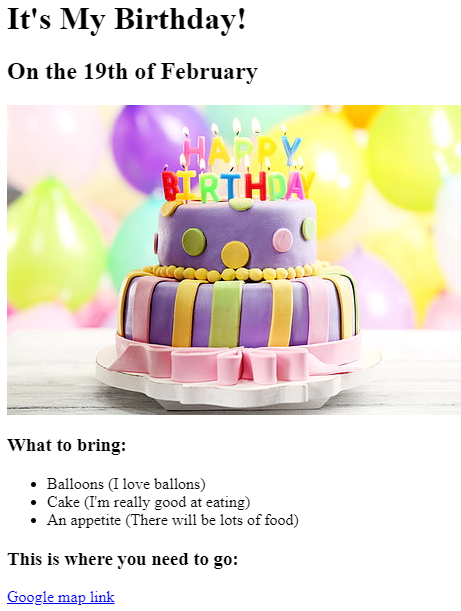 It's My Birthday!
On the 19th of February
HAPPY
BIRTHDAY
What to bring:
Balloons (I love ballons)
Cake (I'm really good at eating)
An appetite (There will be lots of food)
This is where you need to go:
Google map link